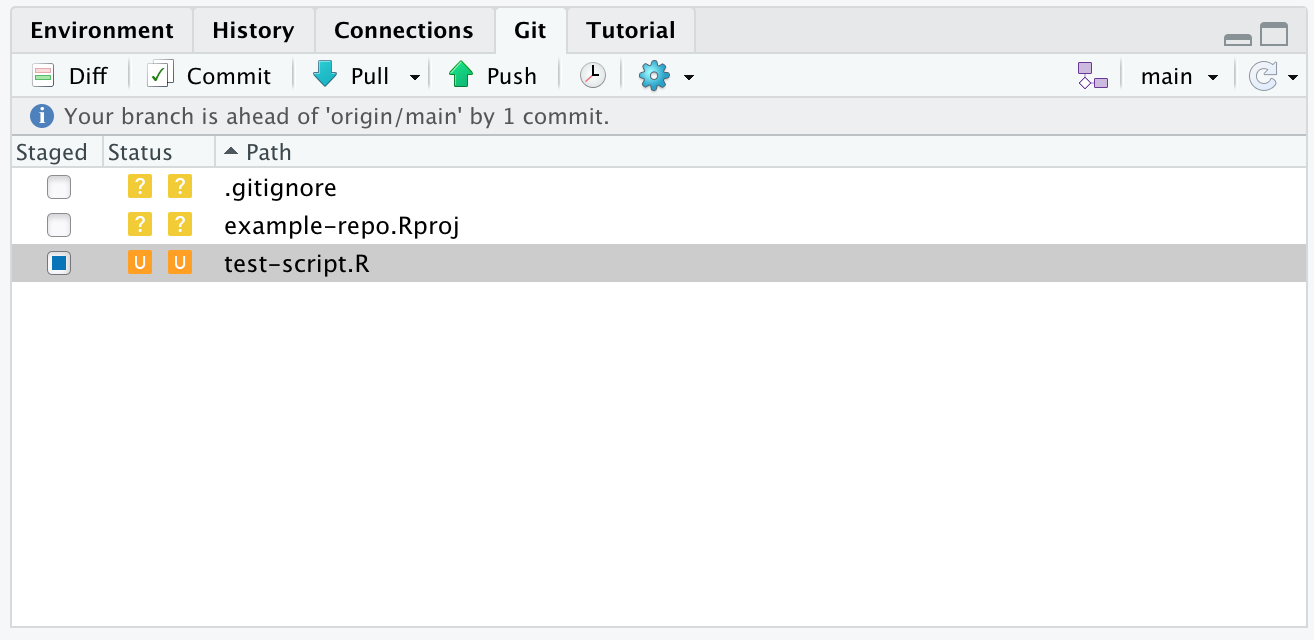 Environment History Connections Git Tutorial
Diff Commit Pull Push main
i Your branch is ahead of 'origin/main' by 1 commit.
Staged Status Path
? ? .gitignore
? ? example-repo.Rproj
U U test-script.R